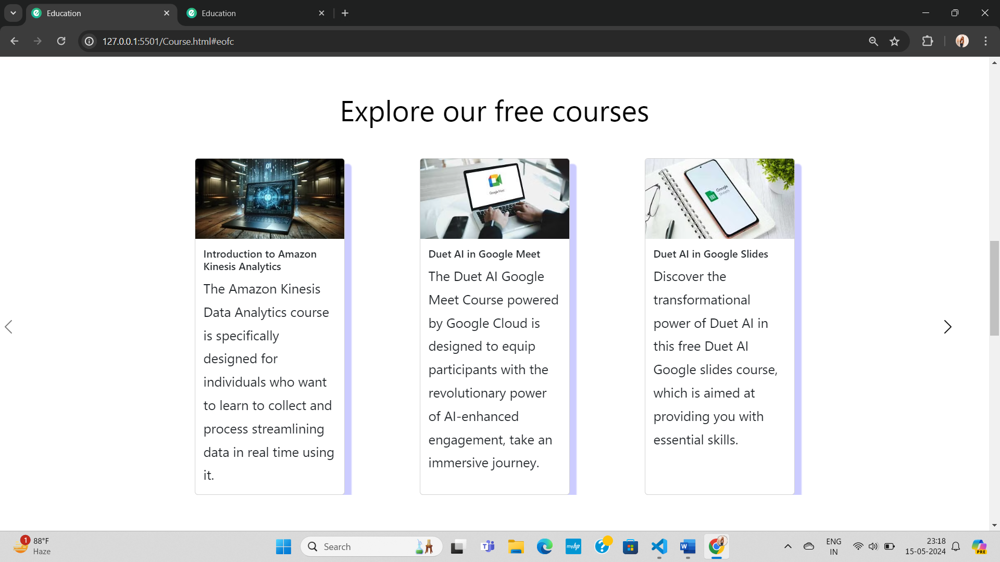 Education
Education
127.0.0.1:5501/Course.html#eofc
Explore our free courses
01
0
00
0
Google Meet
Google
Sheets
Introduction to Amazon
Kinesis Analytics
The Amazon Kinesis
Data Analytics course
is specifically
designed for
individuals who want
to learn to collect and
process streamlining
data in real time using
it.
Duet AI in Google Meet
The Duet AI Google
Meet Course powered
by Google Cloud is
designed to equip
participants with the
revolutionary power
of AI-enhanced
engagement, take an
immersive journey.
Duet AI in Google Slides
Discover the
transformational
power of Duet AI in
this free Duet AI
Google slides course,
which is aimed at
providing you with
essential skills.
1
88°F
Haze
Search
T
myhp
?
W
ENG
IN
23:18
15-05-2024
PRE